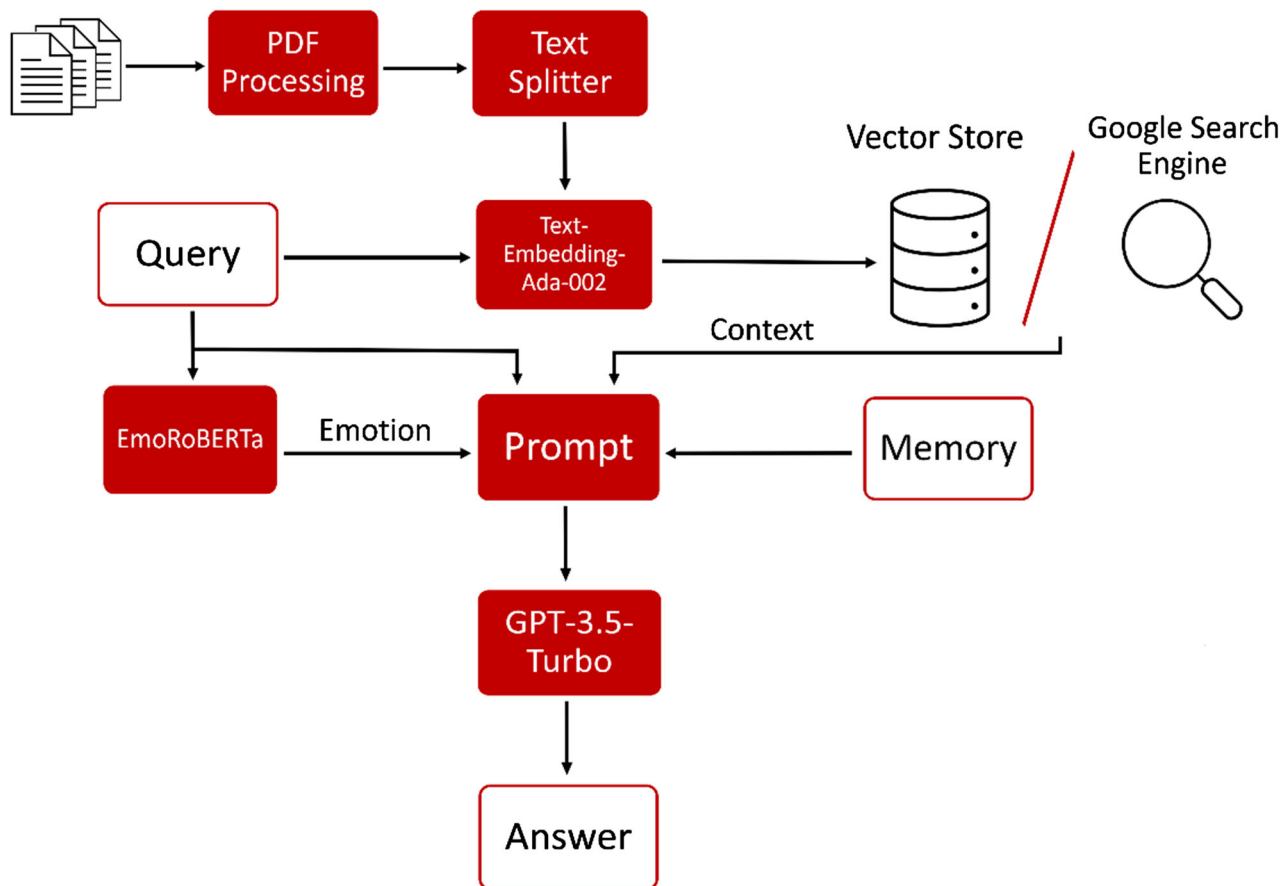 PDF
Processing
Text
Splitter
Vector Store
Google Search
Engine
Query
Text-
Embedding-
Ada-002
Context
EmoRoBERTa
Emotion
Prompt
Memory
GPT-3.5-
Turbo
Answer